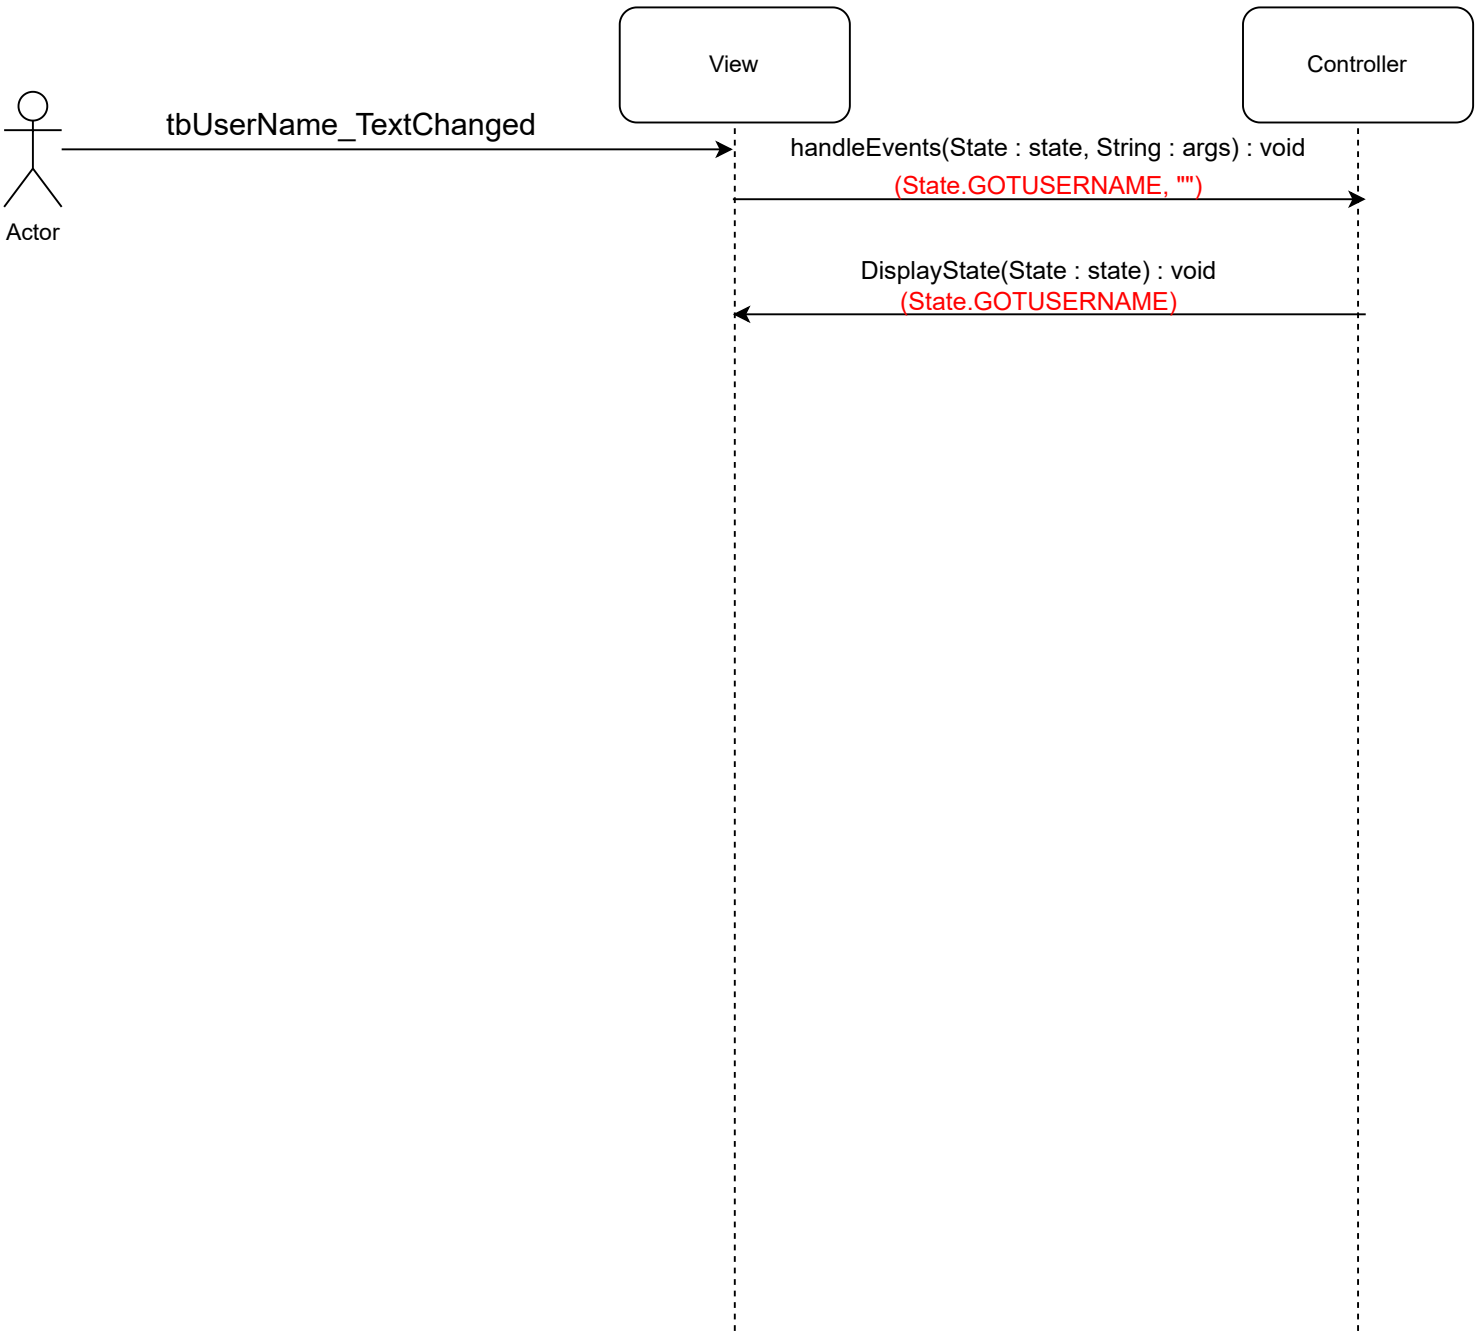 View
Controller
tbUserName_TextChanged
handleEvents(State : state, String : args) : void
(State.GOTUSERNAME, "")
Actor
DisplayState(State : state) : void
(State.GOTUSERNAME)